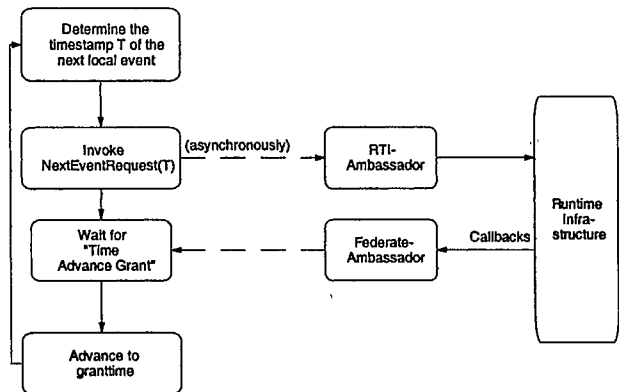 Determine the
timestamp T of the
next local event
Invoke
NextEventRequest(T)
(asynchronously)
RTI-
Ambassador
Runtime
Infra-
structure
Wait for
"Time
Advance Grant"
Federate-
Ambassador
Callbacks
Advance to
granttime